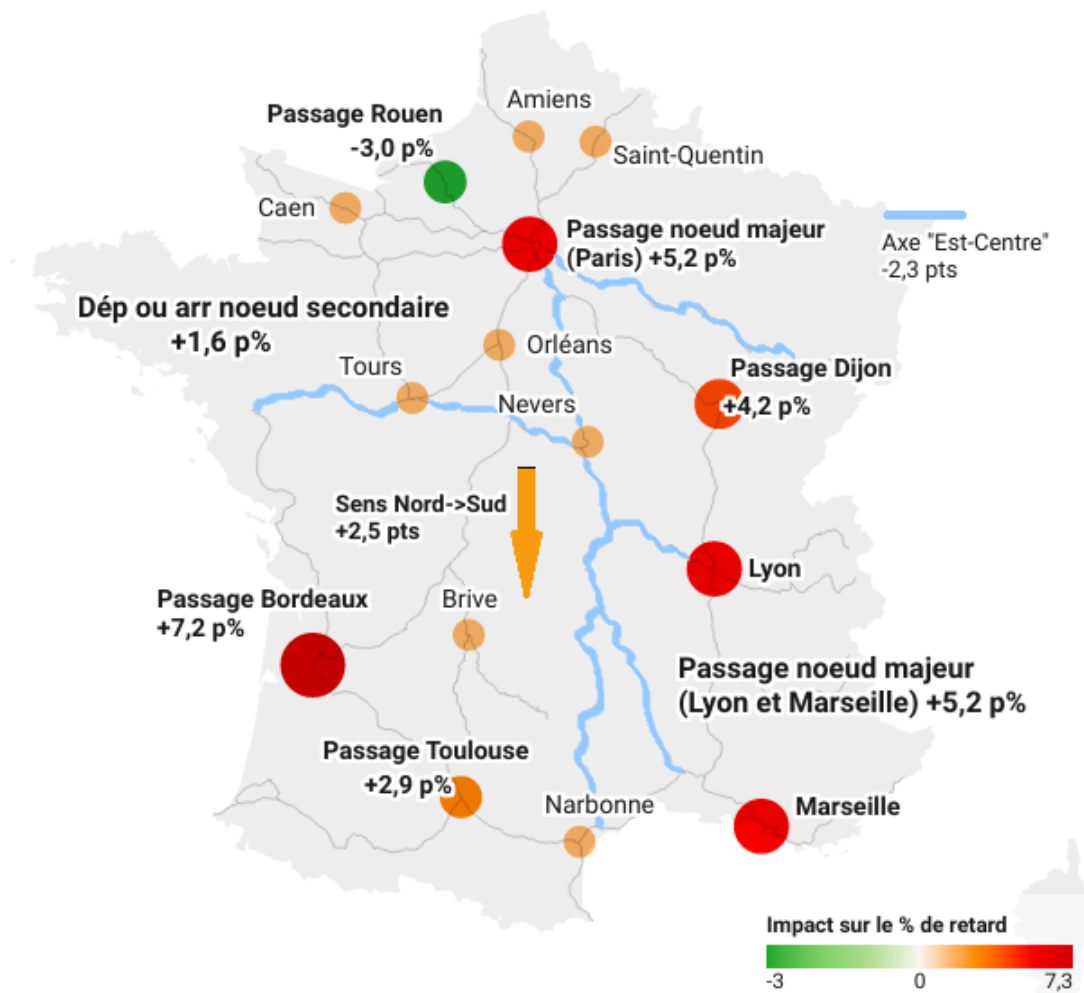 Amiens
Passage Rouen
-3,0 p%
Saint-Quentin
Caen
Passage noeud majeur
(Paris) +5,2 p%
Axe "Est-Centre"
-2,3 pts
Dép ou arr noeud secondaire
+1,6 p%
Orléans
Tours
Passage Dijon
+4,2 p%
Nevers
Sens Nord->Sud
+2,5 pts
Lyon
Passage Bordeaux
+7,2 p%
Brive
Passage noeud majeur
(Lyon et Marseille) +5,2 p%
Passage Toulouse
+2,9 p%
Narbonne
Marseille
Impact sur le % de retard
-3 0 7,3